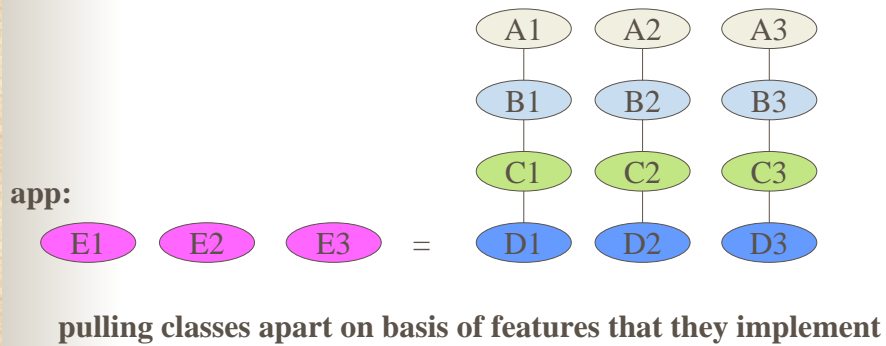 A1 A2 A3
B1 B2 B3
C1 C2 C3
app:
E1 E2 E3 = D1 D2 D3
pulling classes apart on basis of features that they implement